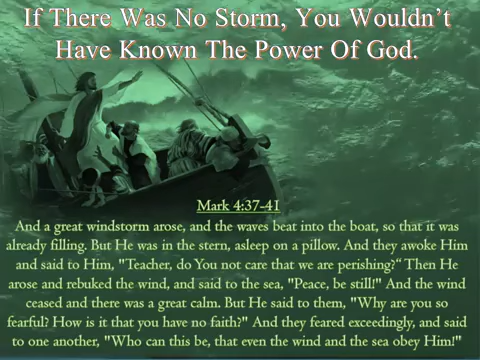 If There Was No Storm, You Wouldn't
Have Known The Power Of God.
Mark 4:37-41
And a great windstorm arose, and the waves beat into the boat, so that it was
already filling. But He was in the stern, asleep on a pillow. And they awoke Him
and said to Him, "Teacher, do You not care that we are perishing?“ Then He
arose and rebuked the wind, and said to the sea, "Peace, be still!" And the wind
ceased and there was a great calm. But He said to them, "Why are you so
fearful? How is it that you have no faith?" And they feared exceedingly, and said
to one another, "Who can this be, that even the wind and the sea obey Him!"